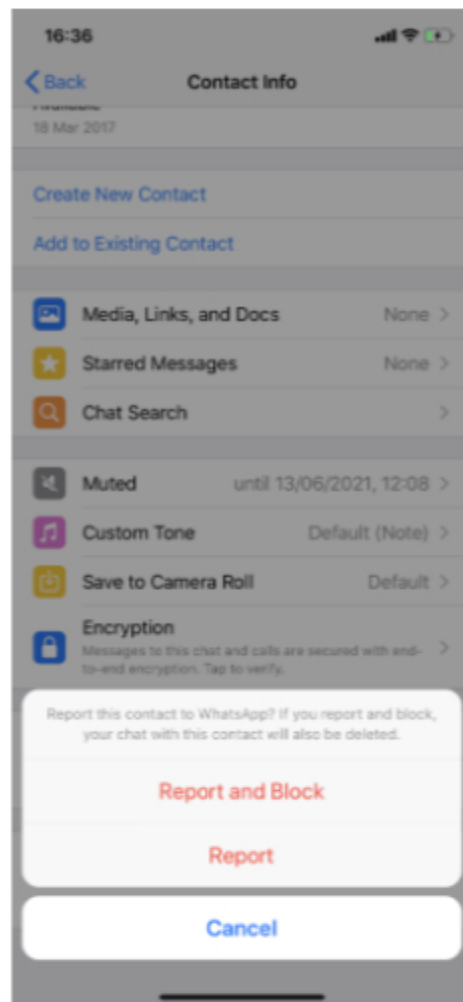 16:36
Back
Contact Info
Available
18 Mar 2017
Create New Contact
Add to Existing Contact
Media, Links, and Docs None
Starred Messages None
Chat Search
Muted until 13/06/2021, 12:08
Custom Tone Default (Note)
Save to Camera Roll Default
Encryption
Messages to this chat and calls are secured with end-
to-end encryption. Tap to verify.
Report this contact to WhatsApp? If you report and block,
your chat with this contact will also be deleted.
Report and Block
Report
Cancel